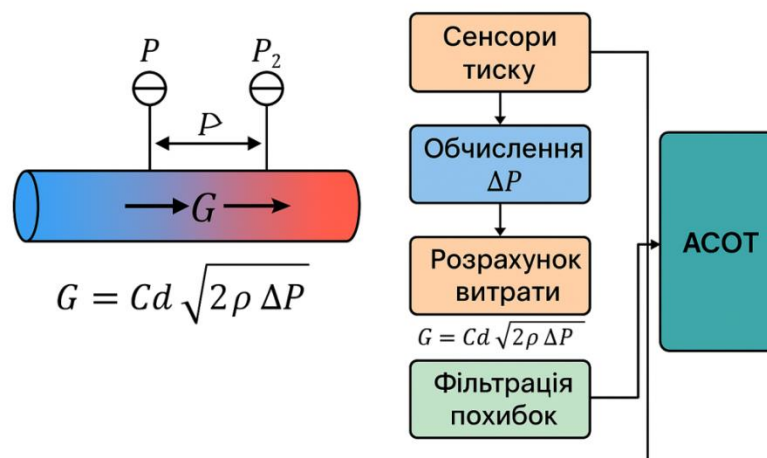 P P₂
P
G
G = Cd √2ρ ΔP
Сенсори
тиску
Обчислення
ΔP
Розрахунок
витрати
G = Cd √2ρ ΔP
Фільтрація
похибок
АСОТ